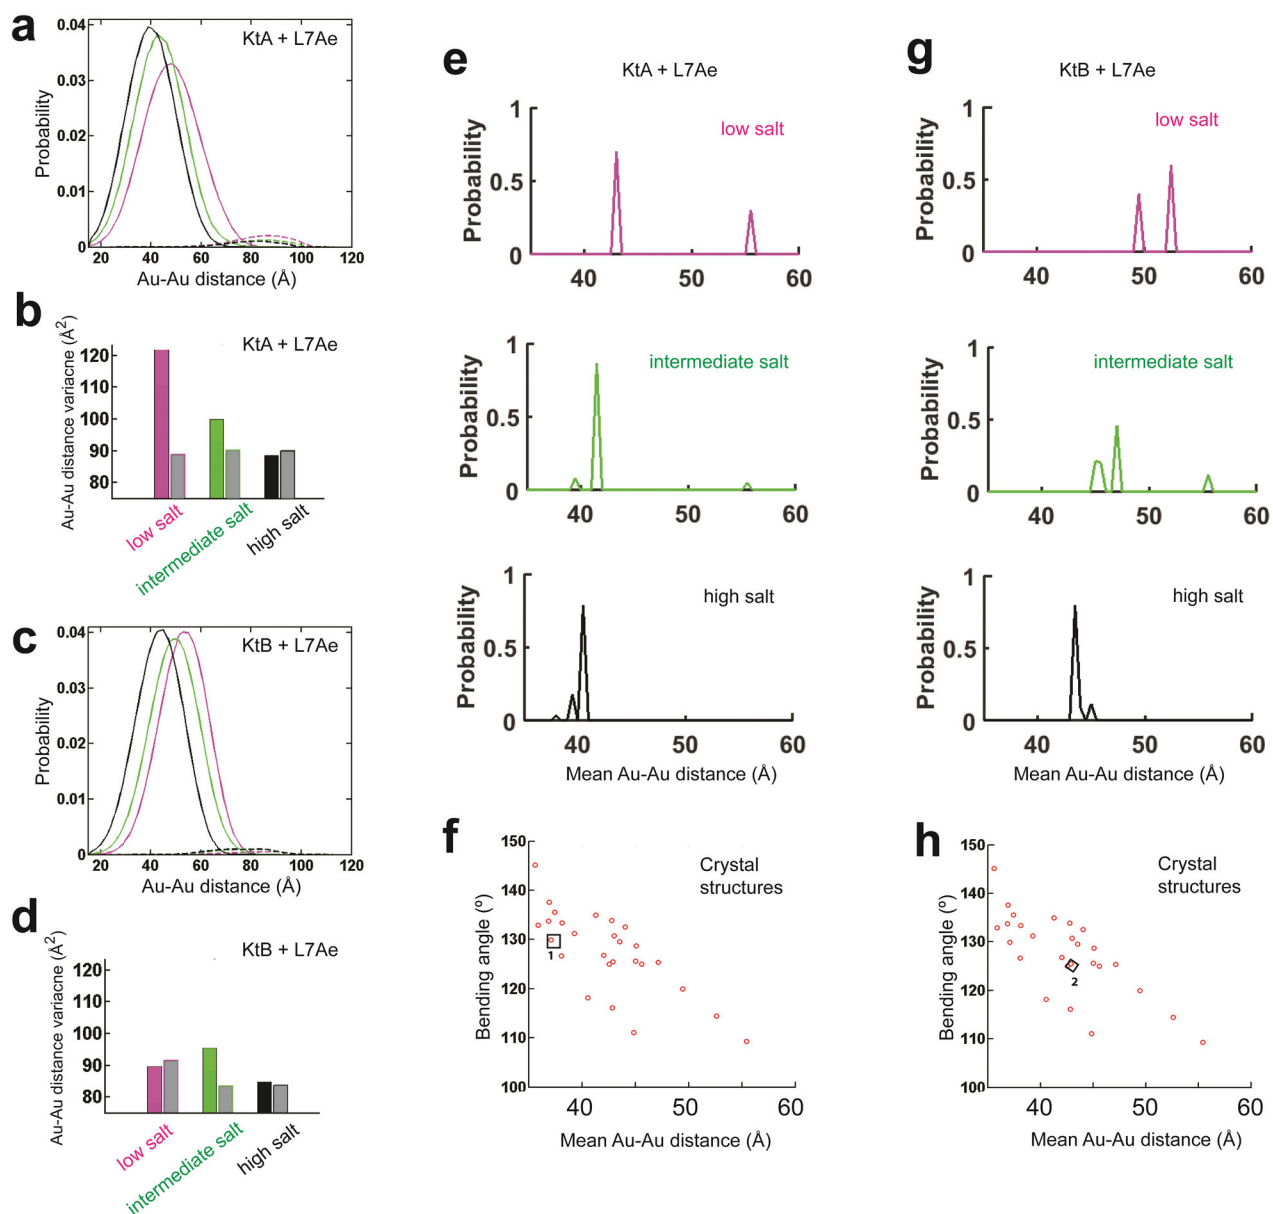 a
KtA + L7Ae
0.04
0.03
0.02
0.01
0
Probability
20 40 60 80 100 120
Au-Au distance (Å)
b
KtA + L7Ae
Au-Au distance variacne (Å²)
120
110
100
90
80
low salt
intermediate salt
high salt
c
KtB + L7Ae
0.04
0.03
0.02
0.01
0
Probability
20 40 60 80 100 120
Au-Au distance (Å)
d
KtB + L7Ae
Au-Au distance variacne (Å²)
120
110
100
90
80
low salt
intermediate salt
high salt
e
KtA + L7Ae
low salt
Probability
1
0.5
0
40 50 60
intermediate salt
Probability
1
0.5
0
40 50 60
high salt
Probability
1
0.5
0
40 50 60
Mean Au-Au distance (Å)
f
Crystal
structures
Bending angle (º)
150
140
130
120
110
100
1
40 50 60
Mean Au-Au distance (Å)
g
KtB + L7Ae
low salt
Probability
1
0.5
0
40 50 60
intermediate salt
Probability
1
0.5
0
40 50 60
high salt
Probability
1
0.5
0
40 50 60
Mean Au-Au distance (Å)
h
Crystal
structures
Bending angle (º)
150
140
130
120
110
100
2
40 50 60
Mean Au-Au distance (Å)